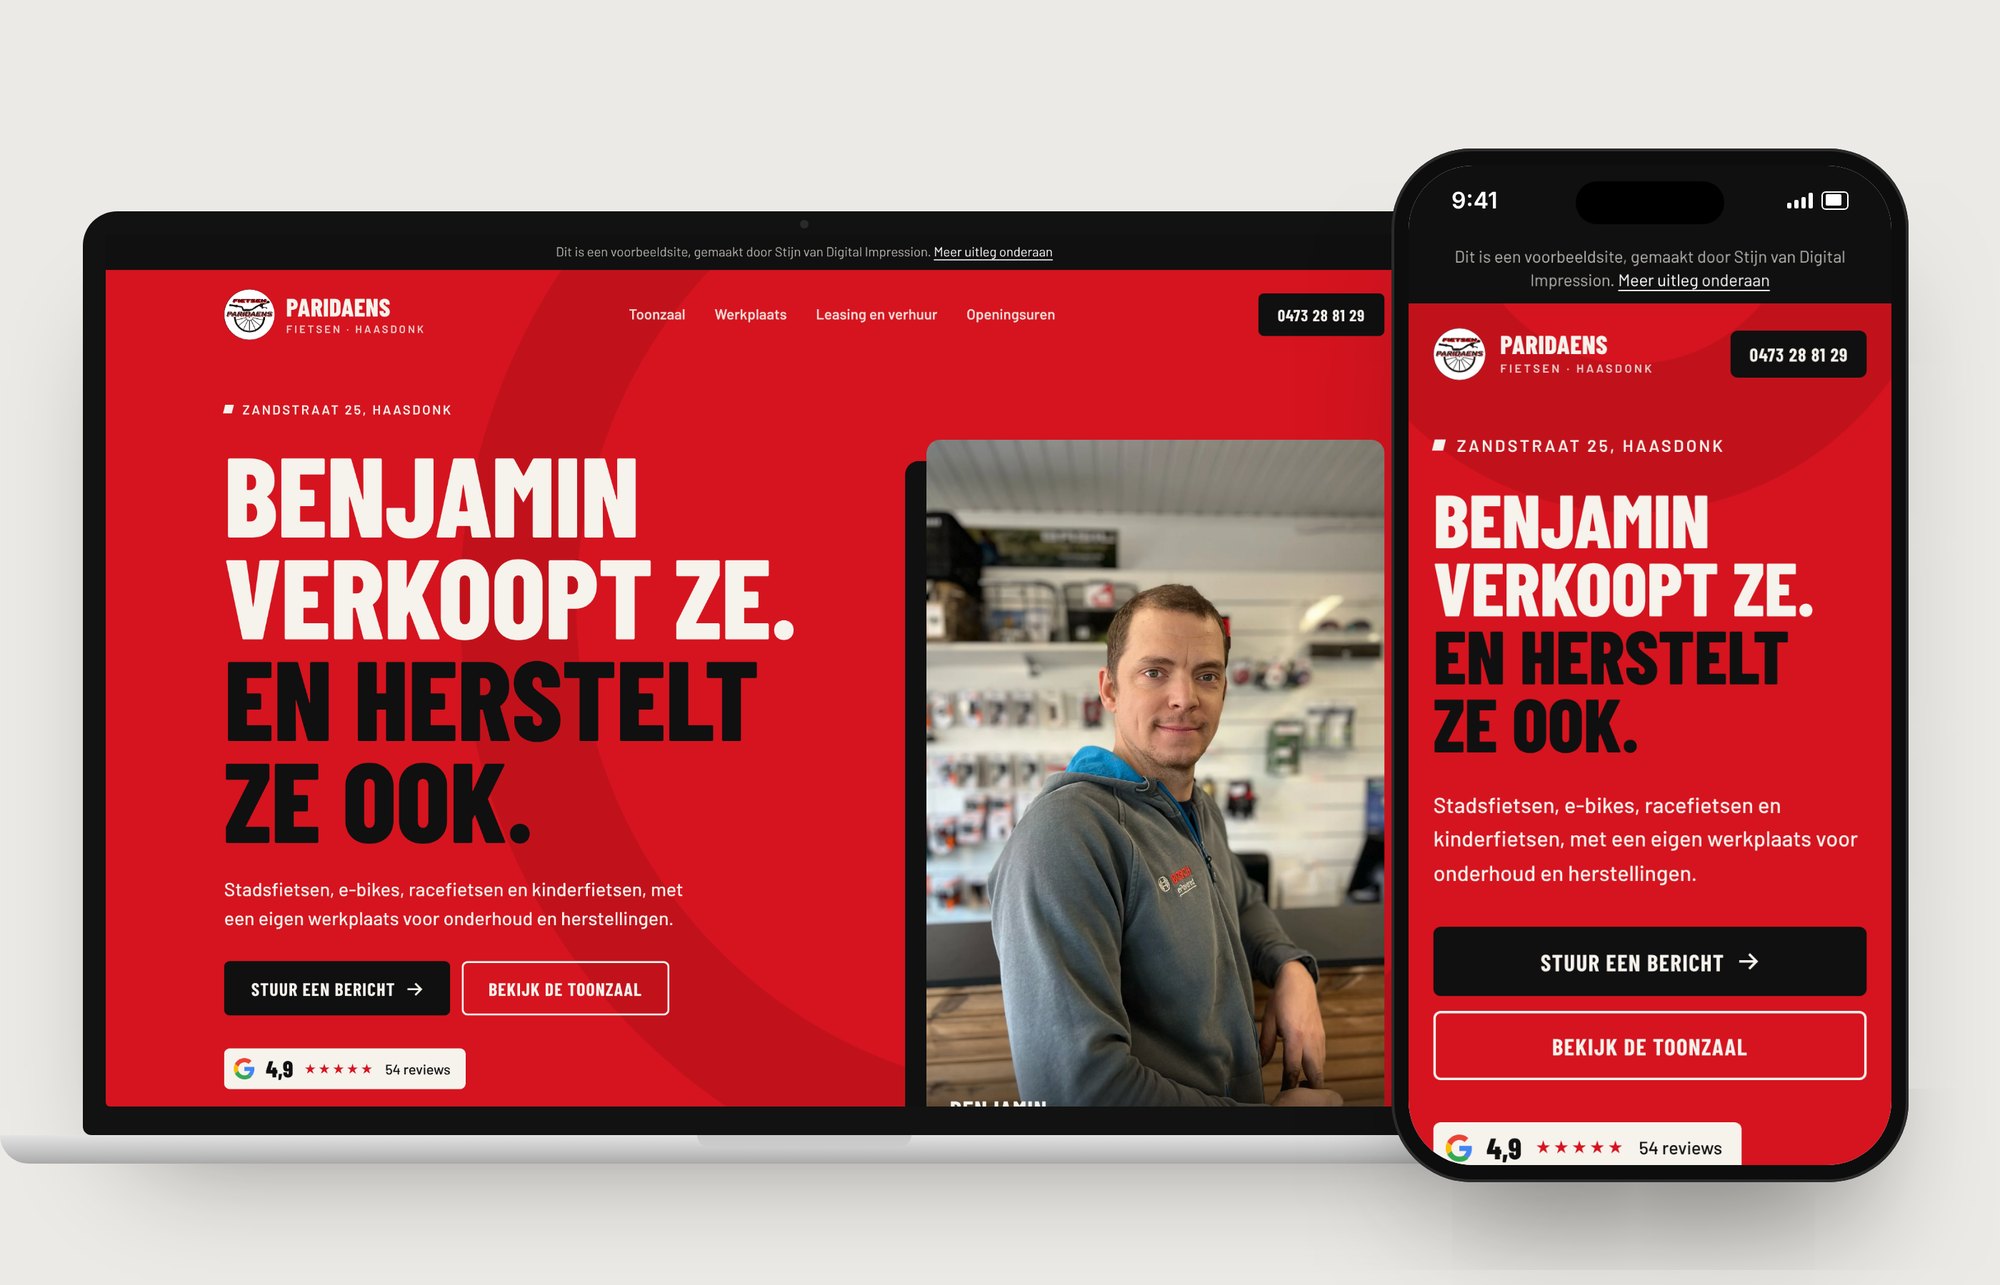 Dit is een voorbeeldsite, gemaakt door Stijn van Digital Impression. Meer uitleg onderaan
FIETSEN
PARIDAENS
PARIDAENS
FIETSEN · HAASDONK
Toonzaal
Werkplaats
Leasing en verhuur
Openingsuren
0473 28 81 29
ZANDSTRAAT 25, HAASDONK
BENJAMIN
VERKOOPT ZE.
EN HERSTELT
ZE OOK.
Stadsfietsen, e-bikes, racefietsen en kinderfietsen, met
een eigen werkplaats voor onderhoud en herstellingen.
STUUR EEN BERICHT →
BEKIJK DE TOONZAAL
G 4,9 ★★★★★ 54 reviews
BENJAMIN
9:41
Dit is een voorbeeldsite, gemaakt door Stijn van Digital
Impression. Meer uitleg onderaan
FIETSEN
PARIDAENS
PARIDAENS
FIETSEN · HAASDONK
0473 28 81 29
ZANDSTRAAT 25, HAASDONK
BENJAMIN
VERKOOPT ZE.
EN HERSTELT
ZE OOK.
Stadsfietsen, e-bikes, racefietsen en
kinderfietsen, met een eigen werkplaats voor
onderhoud en herstellingen.
STUUR EEN BERICHT →
BEKIJK DE TOONZAAL
G 4,9 ★★★★★ 54 reviews